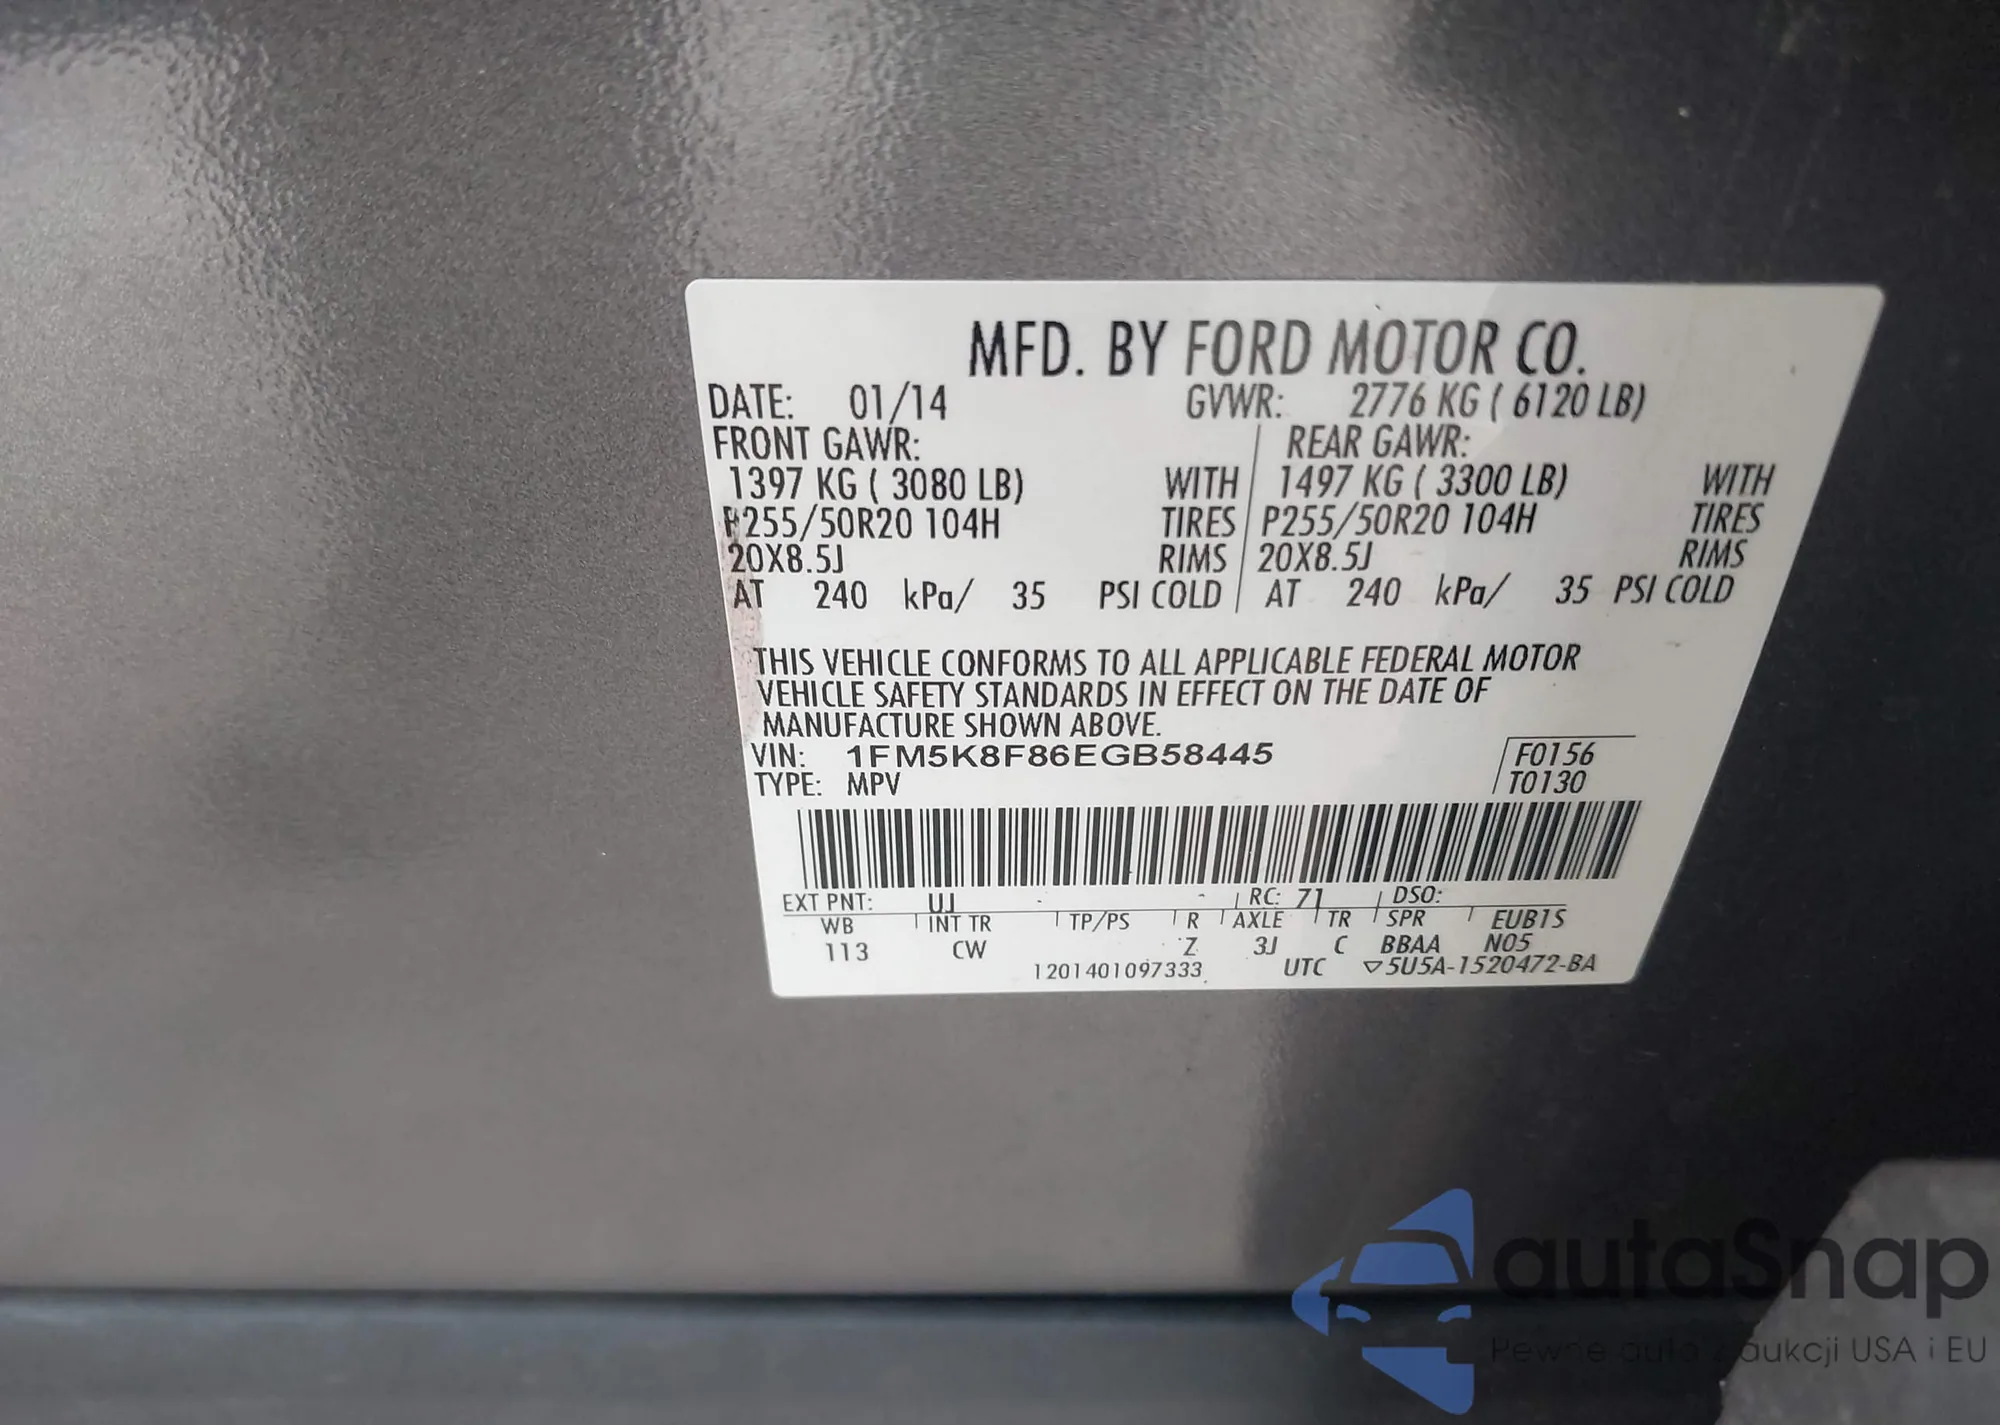 MFD. BY FORD MOTOR CO.
DATE: 01/14 GVWR: 2776 KG ( 6120 LB)
FRONT GAWR: REAR GAWR:
1397 KG ( 3080 LB) WITH 1497 KG ( 3300 LB) WITH
P255/50R20 104H TIRES P255/50R20 104H TIRES
20X8.5J RIMS 20X8.5J RIMS
AT 240 kPa/ 35 PSI COLD AT 240 kPa/ 35 PSI COLD
THIS VEHICLE CONFORMS TO ALL APPLICABLE FEDERAL MOTOR
VEHICLE SAFETY STANDARDS IN EFFECT ON THE DATE OF
MANUFACTURE SHOWN ABOVE.
VIN: 1FM5K8F86EGB58445 F0156
TYPE: MPV T0130
EXT PNT: UJ RC: 71 DSO:
WB INT TR TP/PS R AXLE TR SPR EUB1S
113 CW Z 3J C BBAA N05
1201401097333 UTC ▽5U5A-1520472-BA
autaSnap
Pewne auta z aukcji USA i EU